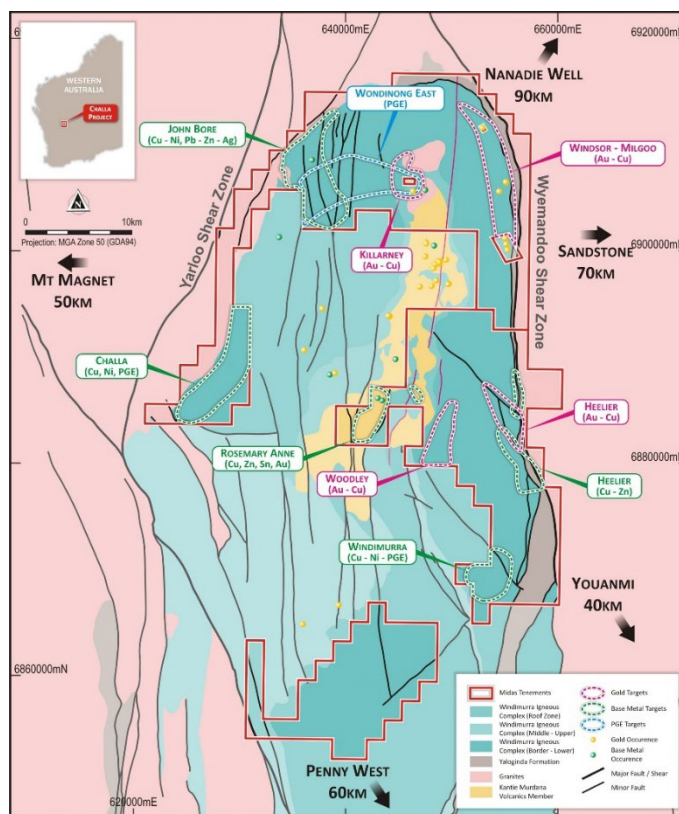 640000mE
660000mE
6920000mN
WESTERN
AUSTRALIA
CHALLA
PROJECT
NANADIE WELL
90KM
WONDINONG EAST
(PGE)
JOHN BORE
(Cu - Ni, Pb - Zn - Ag)
WINDSOR - MILGOO
(Au - Cu)
N
0
10km
Projection: MGA Zone 50 (GDA94)
Yarloo Shear Zone
Wyemandoo Shear Zone
KILLARNEY
(Au - Cu)
6900000mN
SANDSTONE
70KM
MT MAGNET
50KM
CHALLA
(Cu, Ni, PGE)
HEELIER
(Au - Cu)
ROSEMARY ANNE
(Cu, Zn, Sn, Au)
6880000mN
WOODLEY
(Au - Cu)
HEELIER
(Cu - Zn)
WINDIMURRA
(Cu - Ni - PGE)
YOUANMI
40KM
6860000mN
PENNY WEST
60KM
620000mE
Midas Tenements
Windimurra Igneous
Complex (Roof Zone)
Windimurra Igneous
Complex (Middle - Upper)
Windimurra Igneous
Complex (Border - Lower)
Yaloginda Formation
Granites
Kantie Murdana
Volcanics Member
Gold Targets
Base Metal Targets
PGE Targets
Gold Occurence
Base Metal
Occurence
Major Fault / Shear
Minor Fault